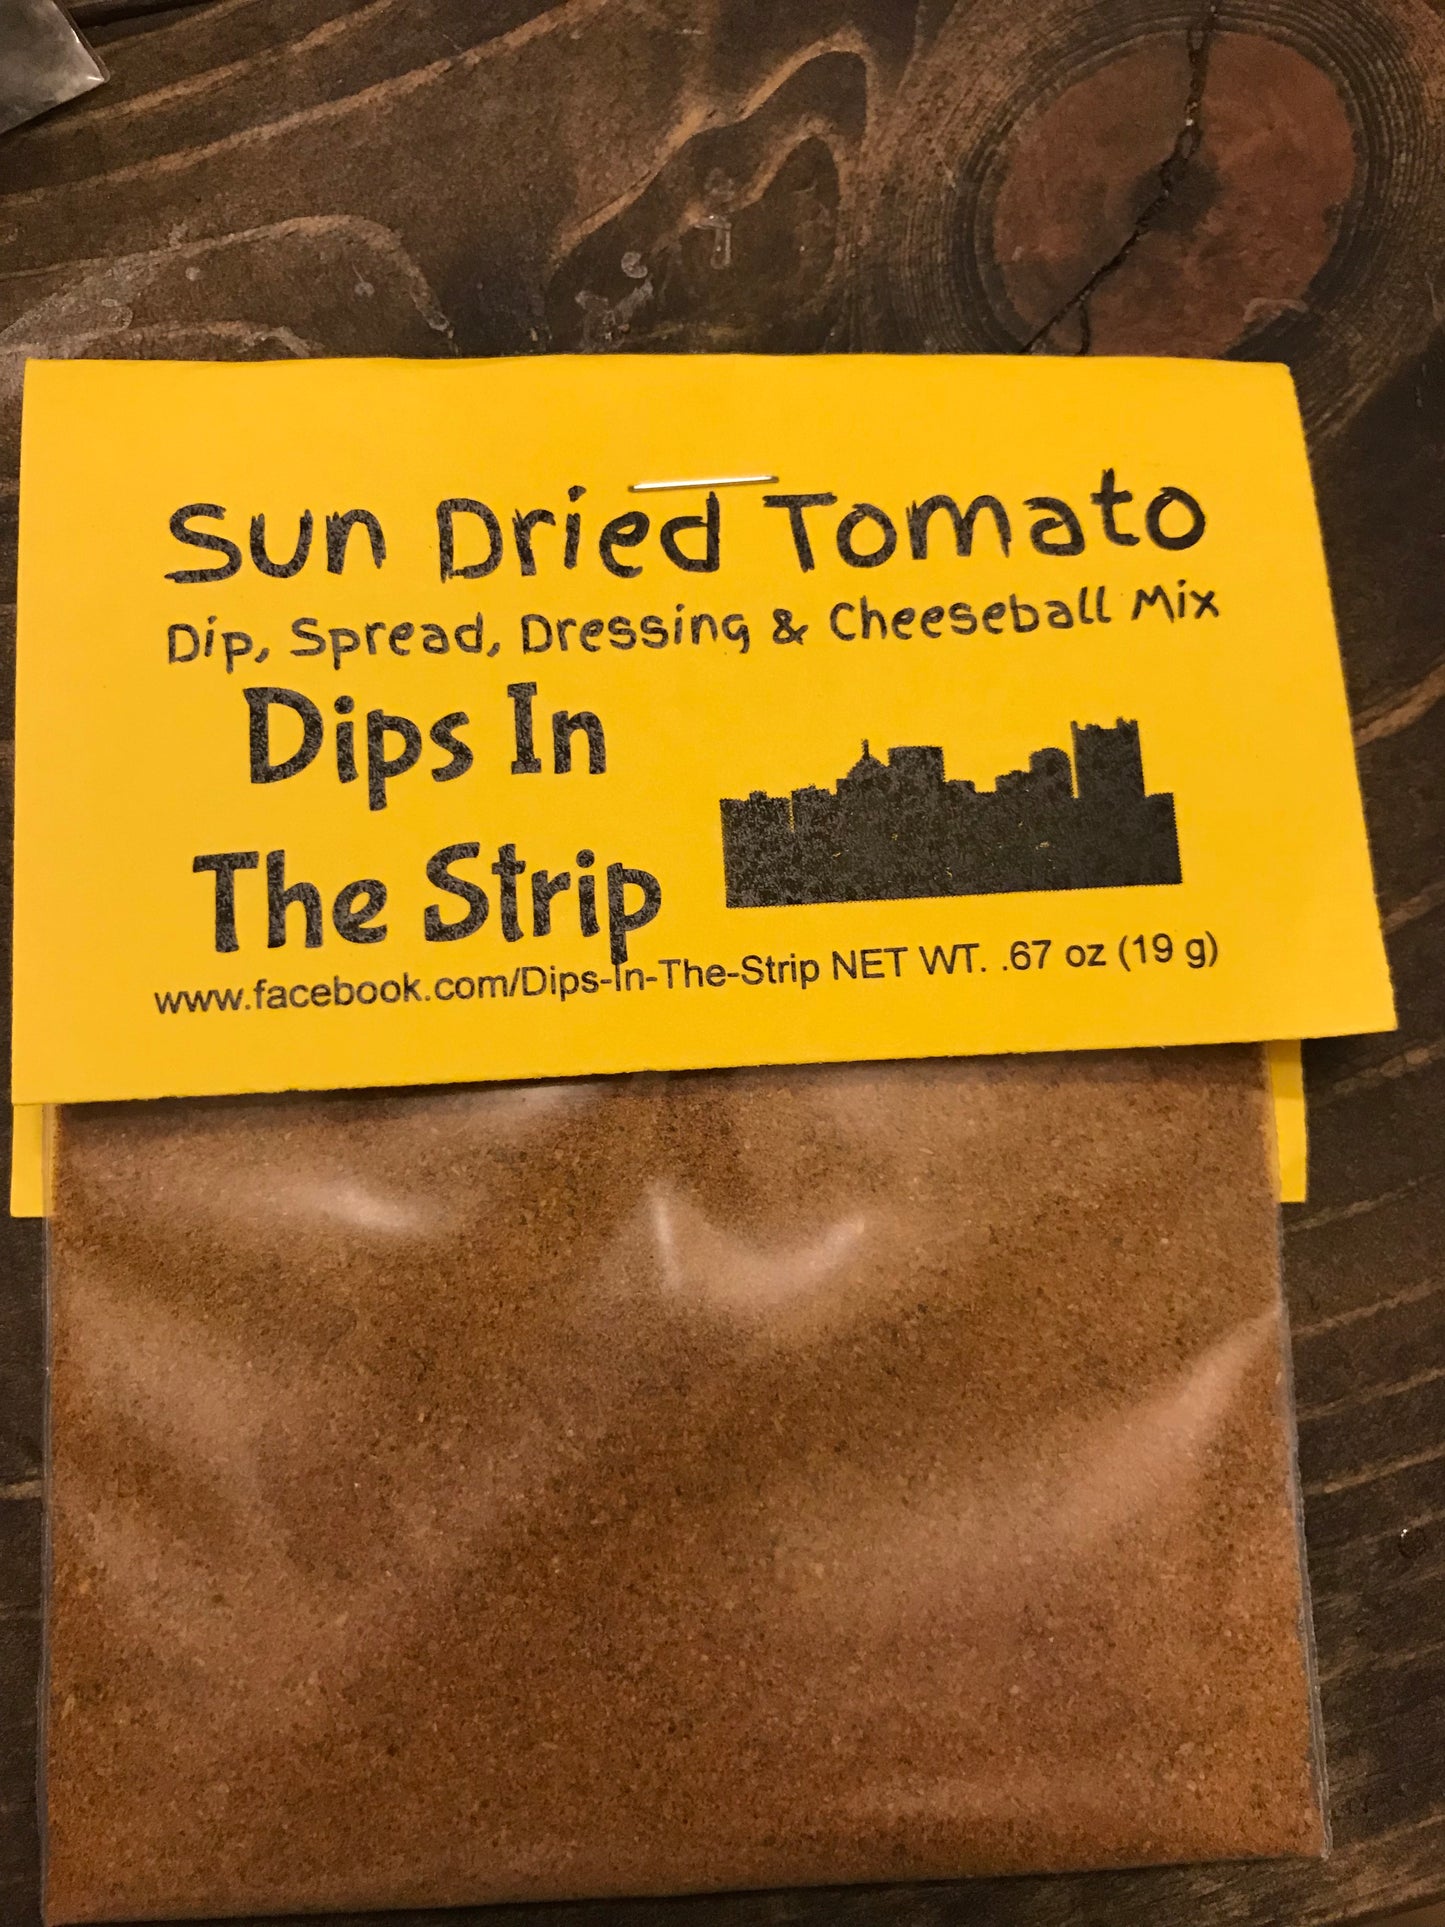 Sun Dried Tomato
Dip, Spread, Dressing & Cheeseball Mix
Dips In
The Strip
www.facebook.com/Dips-In-The-Strip NET WT. .67 oz (19 g)